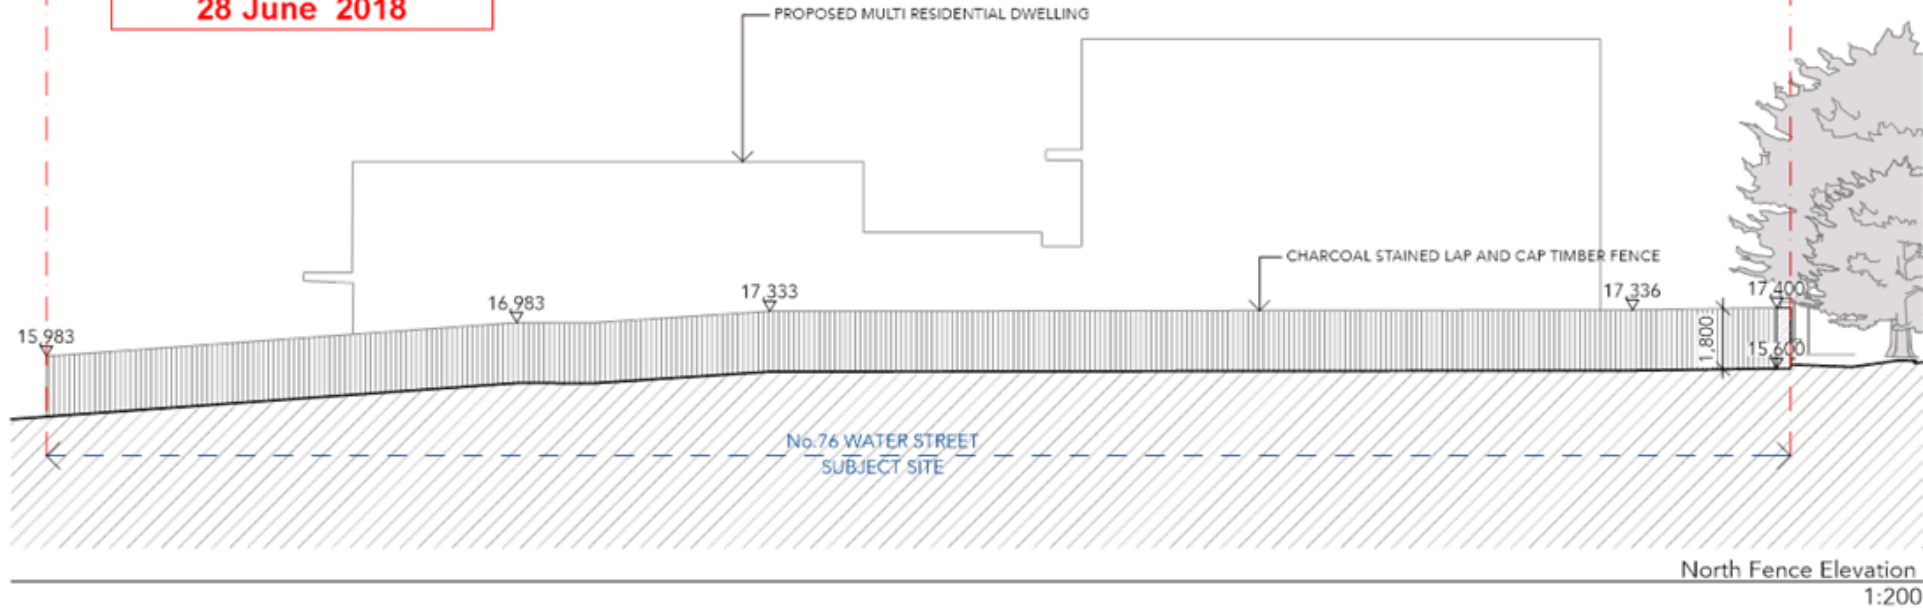 28 June 2018
PROPOSED MULTI RESIDENTIAL DWELLING
CHARCOAL STAINED LAP AND CAP TIMBER FENCE
15,983
16,983
17,333
17,336
17,400
1,800
15,600
No.76 WATER STREET
SUBJECT SITE
North Fence Elevation
1:200